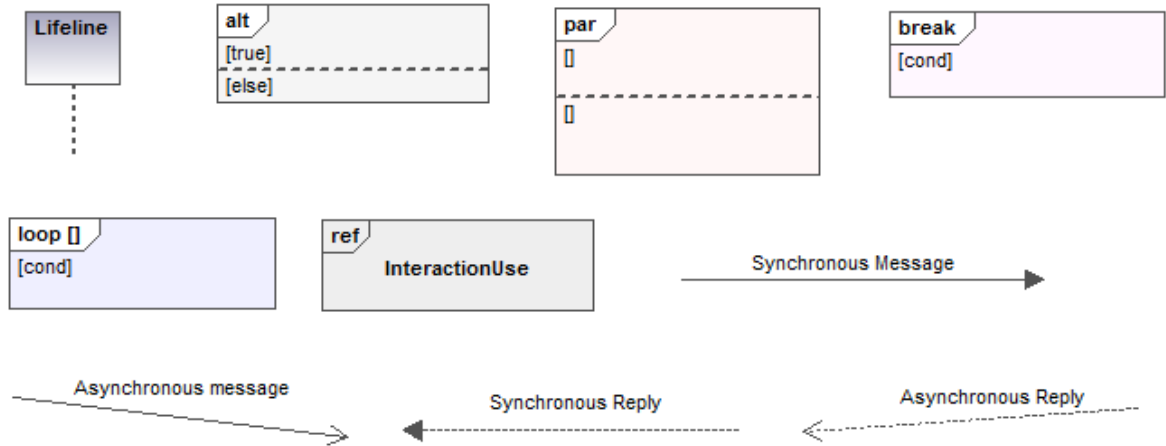 Lifeline
alt
[true]
[else]
par
[]
[]
break
[cond]
loop []
[cond]
ref
InteractionUse
Synchronous Message
Asynchronous message
Synchronous Reply
Asynchronous Reply